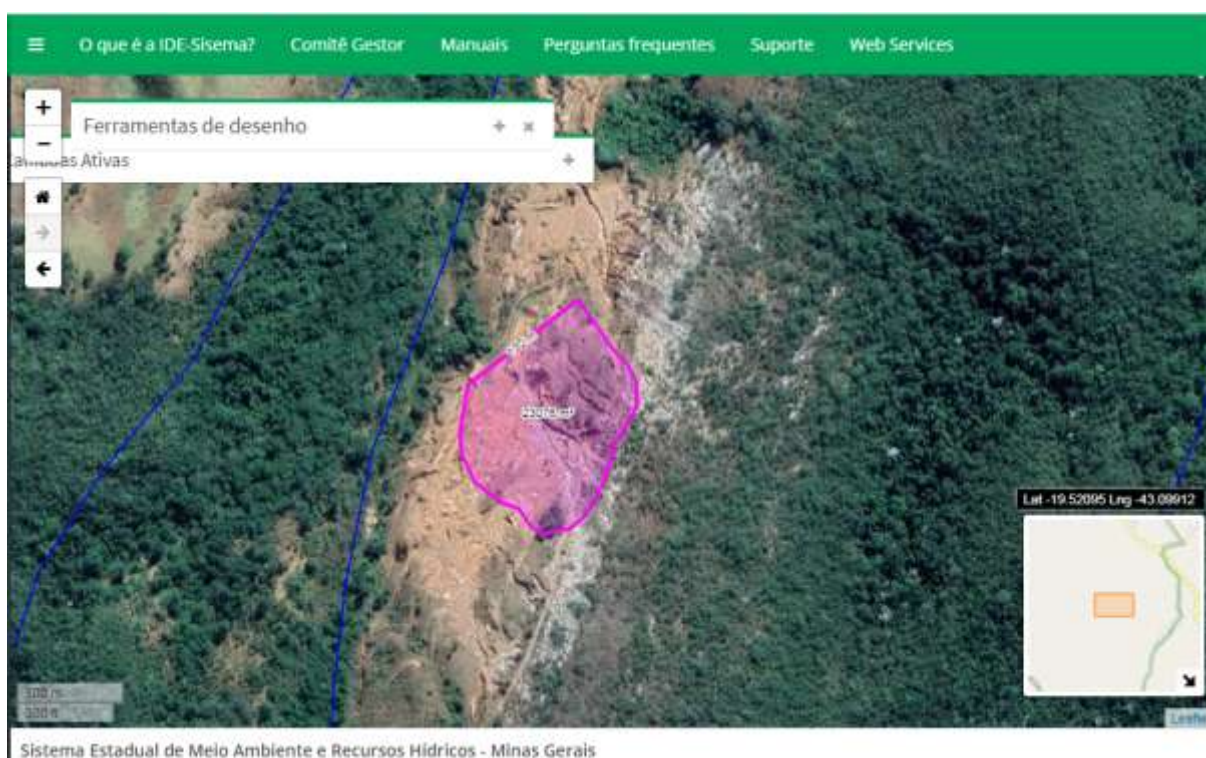 O que é a IDE-Sisema? Comitê Gestor Manuais Perguntas frequentes Suporte Web Services
+
Ferramentas de desenho + ×
−
as Ativas +
Lat -19.52095 Lng -43.09912
Sistema Estadual de Meio Ambiente e Recursos Hídricos - Minas Gerais